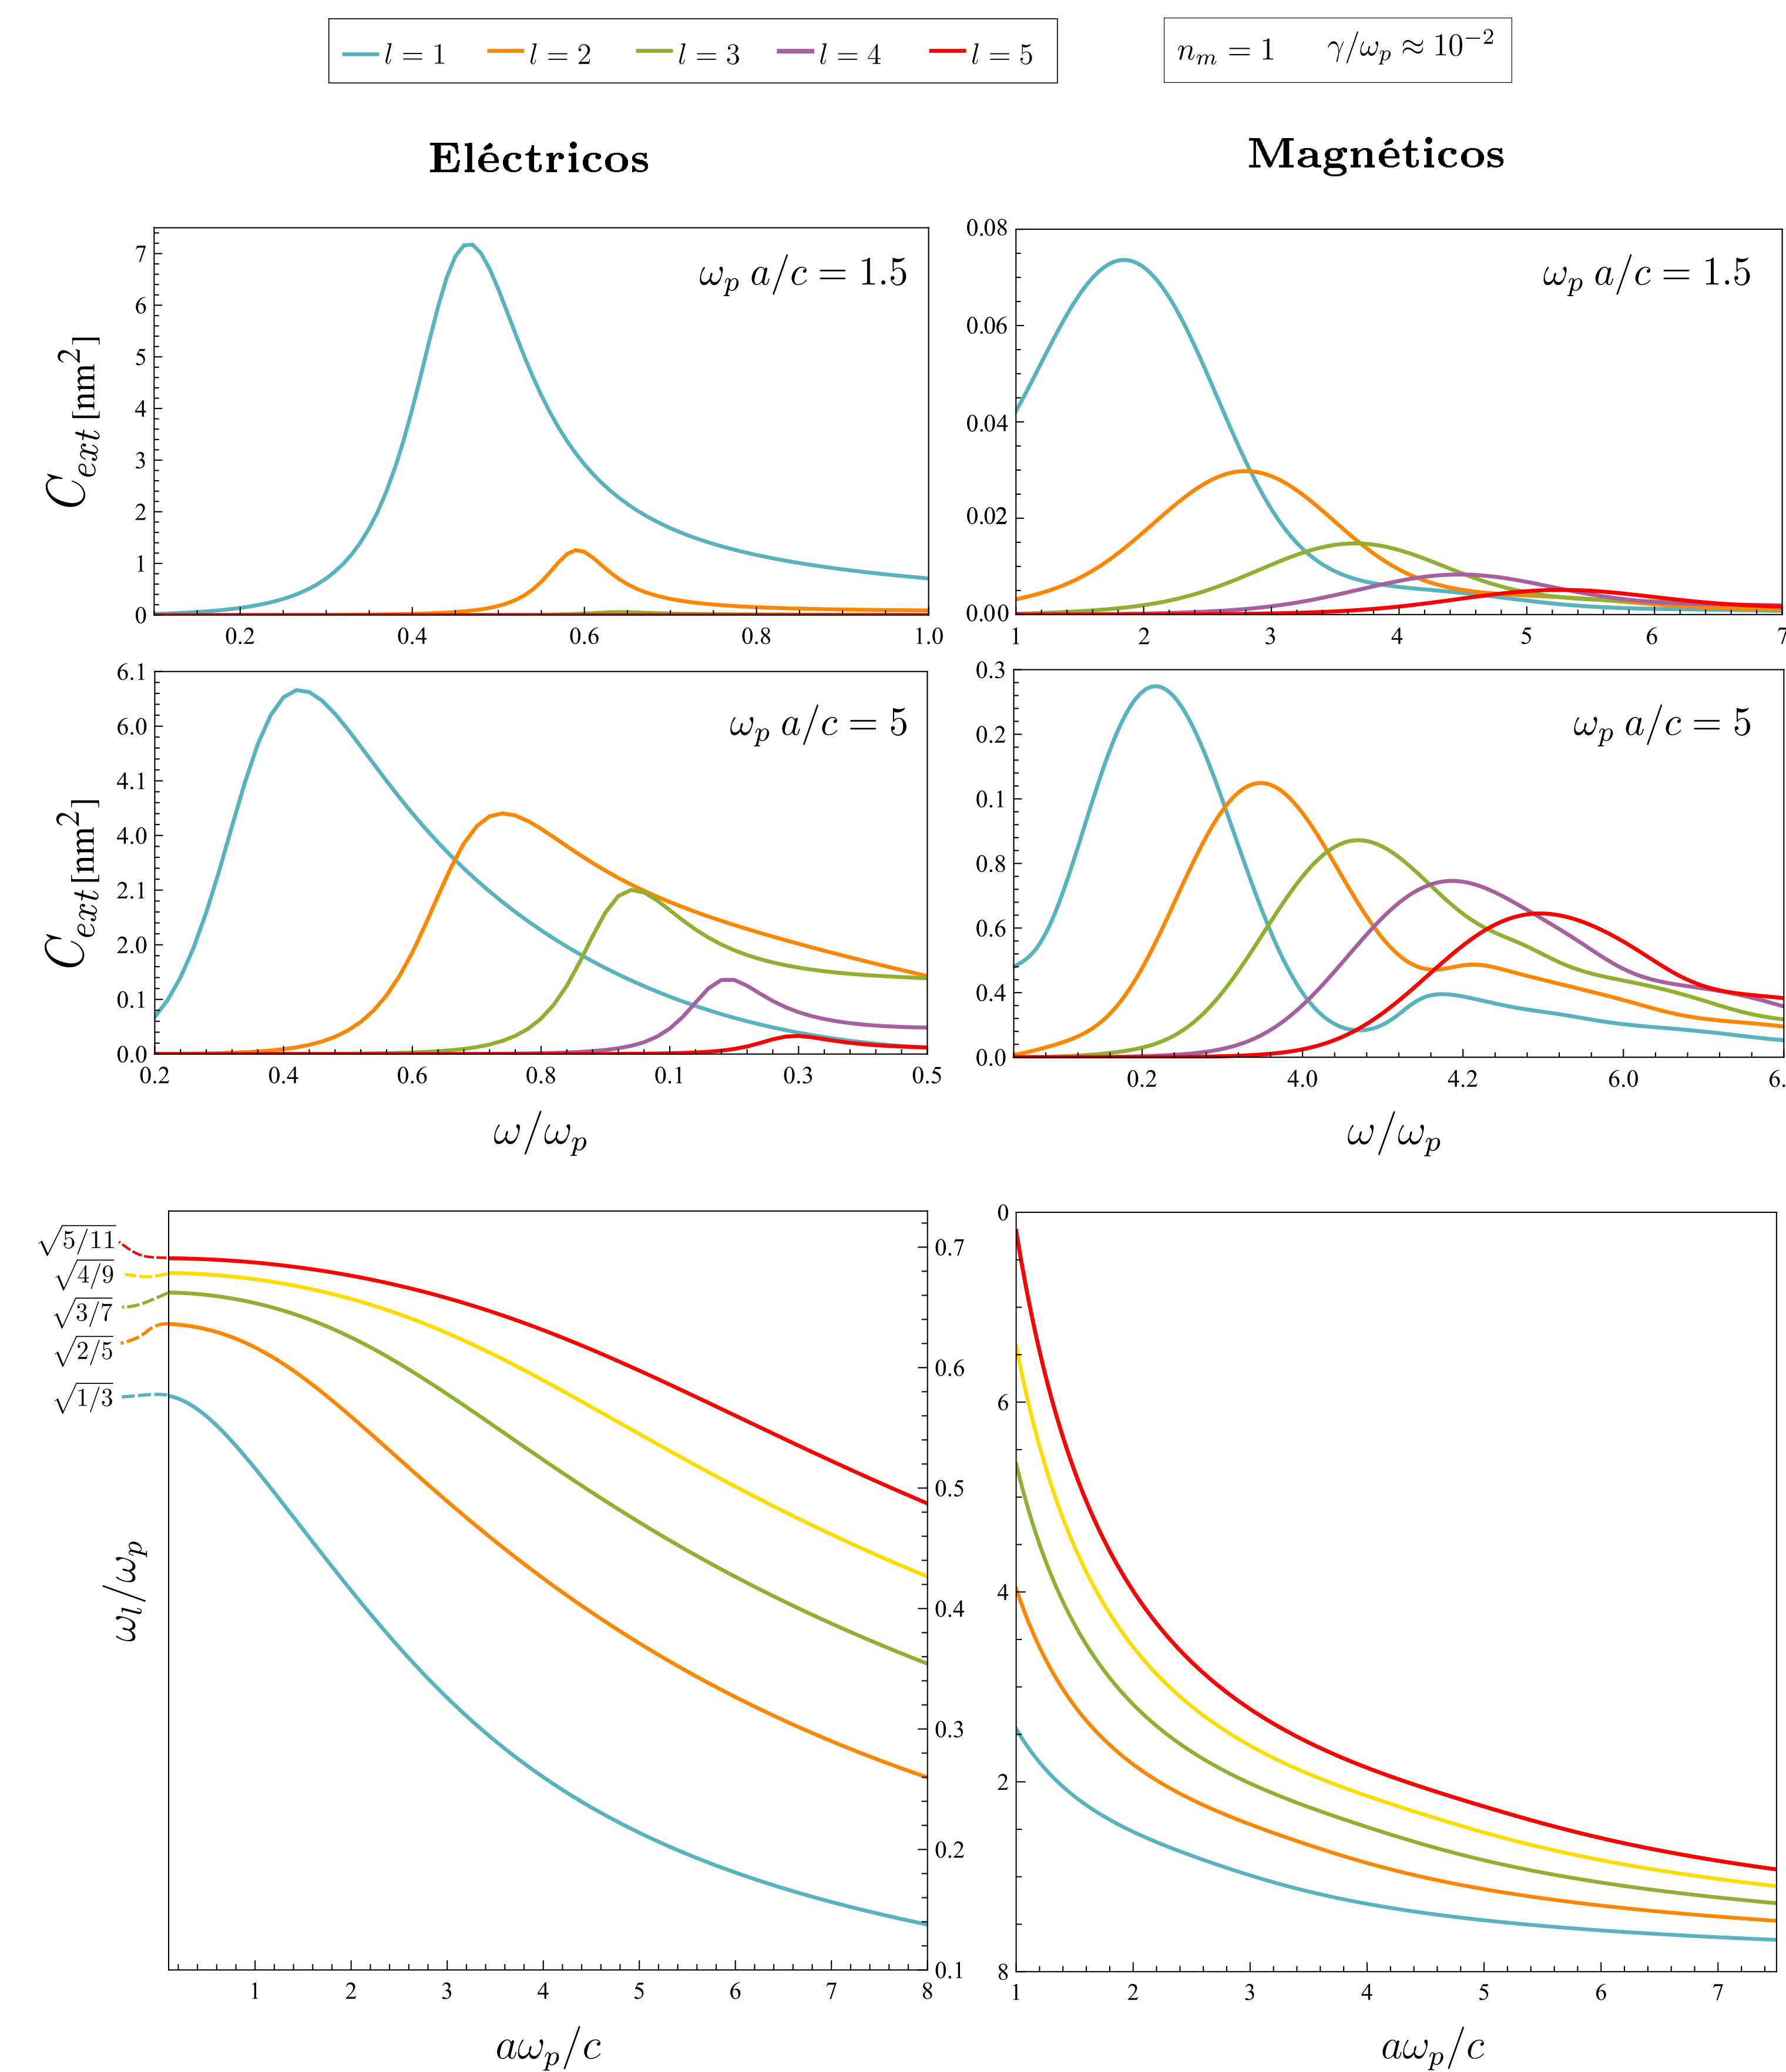 l = 1 l = 2 l = 3 l = 4 l = 5
n_m = 1 γ/ω_p ≈ 10⁻²
Eléctricos
Magnéticos
C_ext [nm²]
7
6
5
4
3
2
1
0
ω_p a/c = 1.5
0.2 0.4 0.6 0.8 1.0
0.08
0.06
0.04
0.02
0.00
ω_p a/c = 1.5
1 2 3 4 5 6 7
C_ext [nm²]
6.1
6.0
4.1
4.0
2.1
2.0
0.1
0.0
ω_p a/c = 5
0.2 0.4 0.6 0.8 0.1 0.3 0.5
ω/ω_p
0.3
0.2
0.1
0.8
0.6
0.4
0.0
ω_p a/c = 5
0.2 4.0 4.2 6.0 6.
ω/ω_p
√5/11
√4/9
√3/7
√2/5
√1/3
ω_l/ω_p
0.7
0.6
0.5
0.4
0.3
0.2
0.1
1 2 3 4 5 6 7 8
aω_p/c
0
6
4
2
8
1 2 3 4 5 6 7
aω_p/c